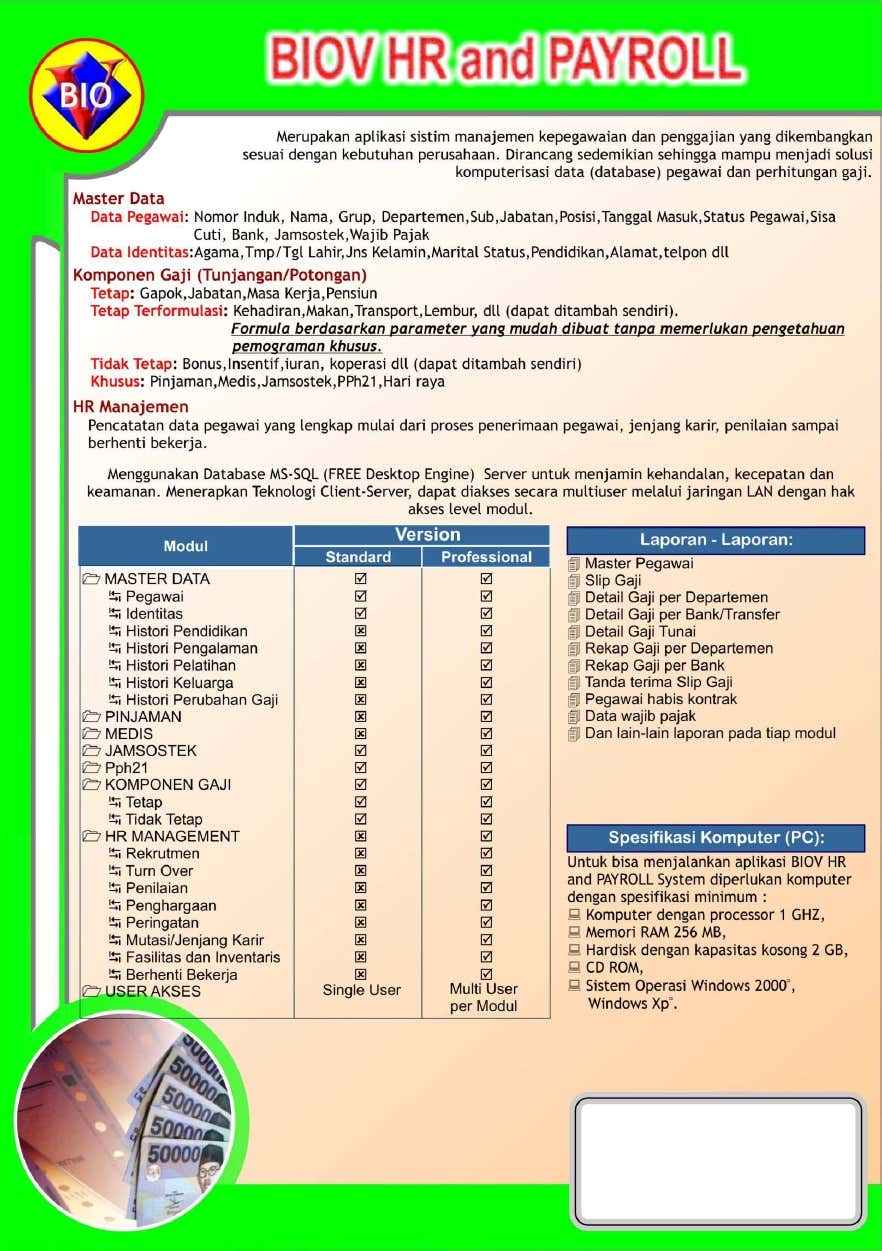 BIOV HR and PAYROLL
BIO
Merupakan aplikasi sistim manajemen kepegawaian dan penggajian yang dikembangkan
sesuai dengan kebutuhan perusahaan. Dirancang sedemikian sehingga mampu menjadi solusi
komputerisasi data (database) pegawai dan perhitungan gaji.
Master Data
Data Pegawai: Nomor Induk, Nama, Grup, Departemen,Sub,Jabatan,Posisi,Tanggal Masuk,Status Pegawai,Sisa
Cuti, Bank, Jamsostek,Wajib Pajak
Data Identitas:Agama,Tmp/Tgl Lahir,Jns Kelamin,Marital Status,Pendidikan,Alamat,telpon dll
Komponen Gaji (Tunjangan/Potongan)
Tetap: Gapok,Jabatan,Masa Kerja,Pensiun
Tetap Terformulasi: Kehadiran,Makan,Transport,Lembur, dll (dapat ditambah sendiri).
Formula berdasarkan parameter yang mudah dibuat tanpa memerlukan pengetahuan
pemograman khusus.
Tidak Tetap: Bonus,Insentif,iuran, koperasi dll (dapat ditambah sendiri)
Khusus: Pinjaman,Medis,Jamsostek,PPh21,Hari raya
HR Manajemen
Pencatatan data pegawai yang lengkap mulai dari proses penerimaan pegawai, jenjang karir, penilaian sampai
berhenti bekerja.
Menggunakan Database MS-SQL (FREE Desktop Engine) Server untuk menjamin kehandalan, kecepatan dan
keamanan. Menerapkan Teknologi Client-Server, dapat diakses secara multiuser melalui jaringan LAN dengan hak
akses level modul.
Modul Version
Standard Professional
MASTER DATA ☑ ☑
Pegawai ☑ ☑
Identitas ☑ ☑
Histori Pendidikan ☒ ☑
Histori Pengalaman ☒ ☑
Histori Pelatihan ☒ ☑
Histori Keluarga ☒ ☑
Histori Perubahan Gaji ☒ ☑
PINJAMAN ☒ ☑
MEDIS ☒ ☑
JAMSOSTEK ☑ ☑
Pph21 ☑ ☑
KOMPONEN GAJI ☑ ☑
Tetap ☑ ☑
Tidak Tetap ☑ ☑
HR MANAGEMENT ☒ ☑
Rekrutmen ☒ ☑
Turn Over ☒ ☑
Penilaian ☒ ☑
Penghargaan ☒ ☑
Peringatan ☒ ☑
Mutasi/Jenjang Karir ☒ ☑
Fasilitas dan Inventaris ☒ ☑
Berhenti Bekerja ☒ ☑
USER AKSES Single User Multi User
per Modul
Laporan - Laporan:
Master Pegawai
Slip Gaji
Detail Gaji per Departemen
Detail Gaji per Bank/Transfer
Detail Gaji Tunai
Rekap Gaji per Departemen
Rekap Gaji per Bank
Tanda terima Slip Gaji
Pegawai habis kontrak
Data wajib pajak
Dan lain-lain laporan pada tiap modul
Spesifikasi Komputer (PC):
Untuk bisa menjalankan aplikasi BIOV HR
and PAYROLL System diperlukan komputer
dengan spesifikasi minimum :
Komputer dengan processor 1 GHZ,
Memori RAM 256 MB,
Hardisk dengan kapasitas kosong 2 GB,
CD ROM,
Sistem Operasi Windows 2000®,
Windows Xp®.
50000
50000
50000
50000
50000